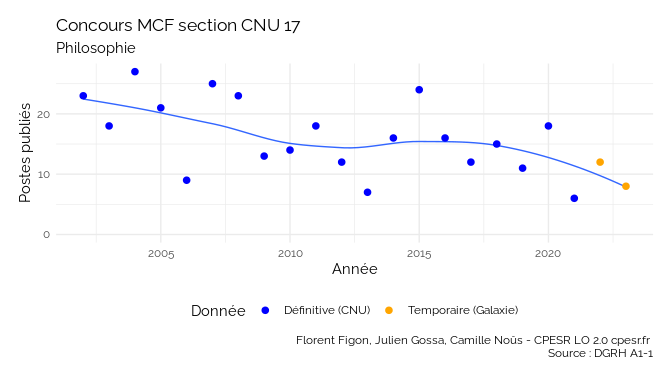 Concours MCF section CNU 17
Philosophie
Postes publiés
20
10
0
2005 2010 2015 2020
Année
Donnée Définitive (CNU) Temporaire (Galaxie)
Florent Figon, Julien Gossa, Camille Noûs - CPESR LO 2.0 cpesr.fr
Source : DGRH A1-1